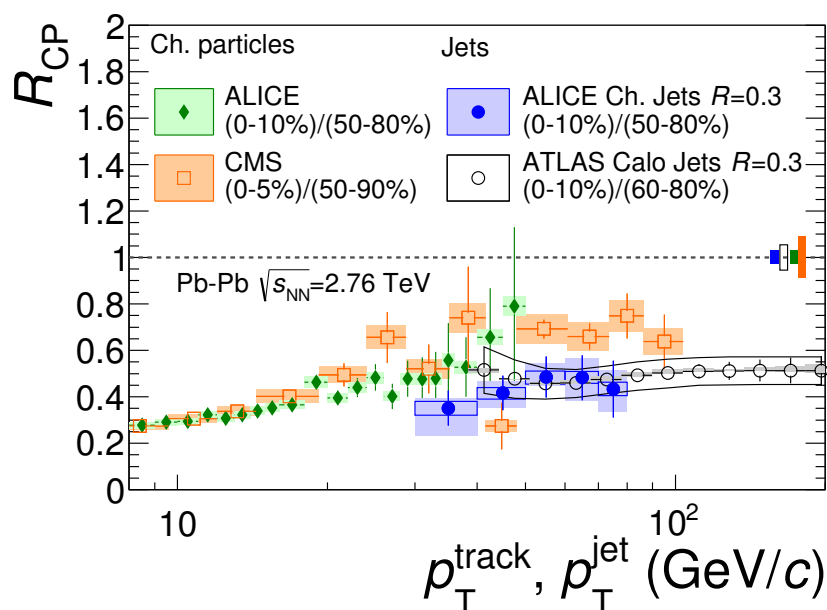 R_CP
2
1.8
1.6
1.4
1.2
1
0.8
0.6
0.4
0.2
0
Ch. particles
ALICE
(0-10%)/(50-80%)
CMS
(0-5%)/(50-90%)
Jets
ALICE Ch. Jets R=0.3
(0-10%)/(50-80%)
ATLAS Calo Jets R=0.3
(0-10%)/(60-80%)
Pb-Pb √s_NN=2.76 TeV
10 10²
p_T^track, p_T^jet (GeV/c)